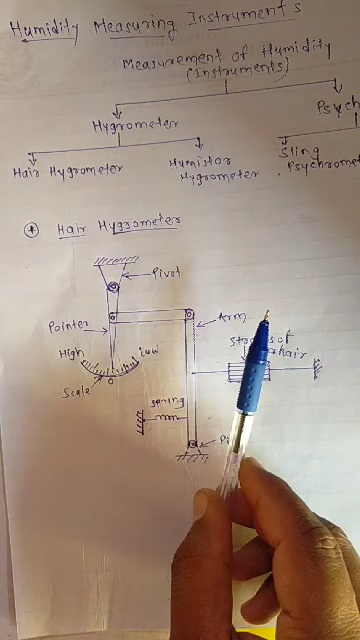 Humidity Measuring Instruments
Measurement of Humidity
(Instruments)
Hygrometer
Psych
Hair Hygrometer
Humistor
Hygrometer
Sling
Psychromet
Hair Hygrometer
Pivot
Pointer
Arm
High
Low
Scale
0
Spring
hair